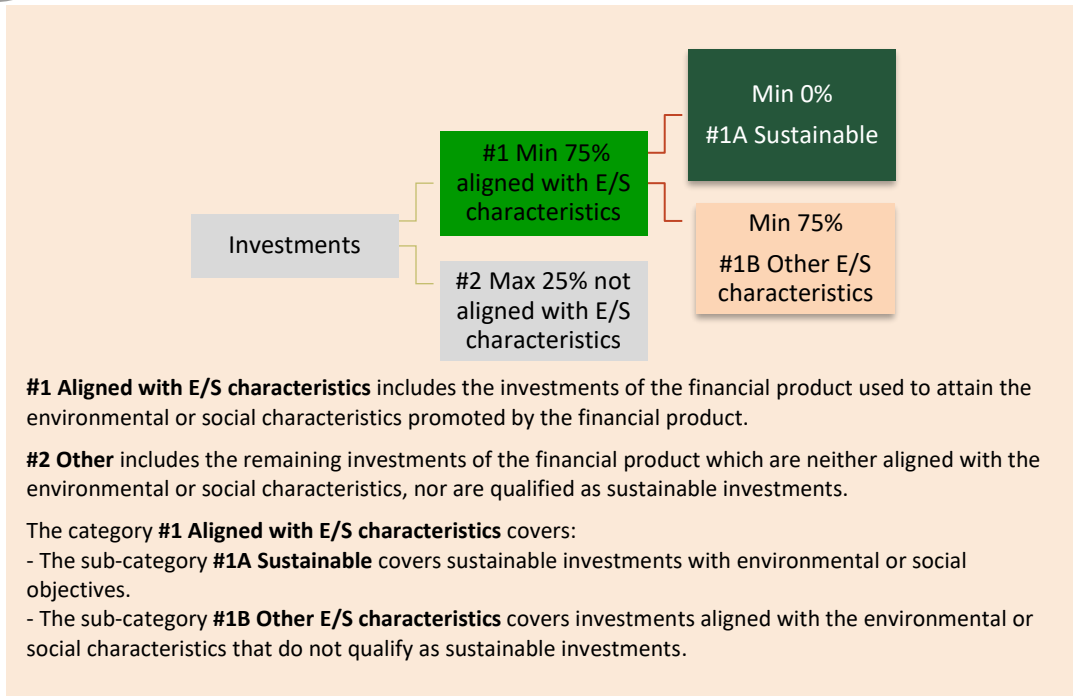 Min 0%
#1A Sustainable
#1 Min 75%
aligned with E/S
characteristics
Min 75%
#1B Other E/S
characteristics
Investments
#2 Max 25% not
aligned with E/S
characteristics
#1 Aligned with E/S characteristics includes the investments of the financial product used to attain the
environmental or social characteristics promoted by the financial product.
#2 Other includes the remaining investments of the financial product which are neither aligned with the
environmental or social characteristics, nor are qualified as sustainable investments.
The category #1 Aligned with E/S characteristics covers:
- The sub-category #1A Sustainable covers sustainable investments with environmental or social
objectives.
- The sub-category #1B Other E/S characteristics covers investments aligned with the environmental or
social characteristics that do not qualify as sustainable investments.